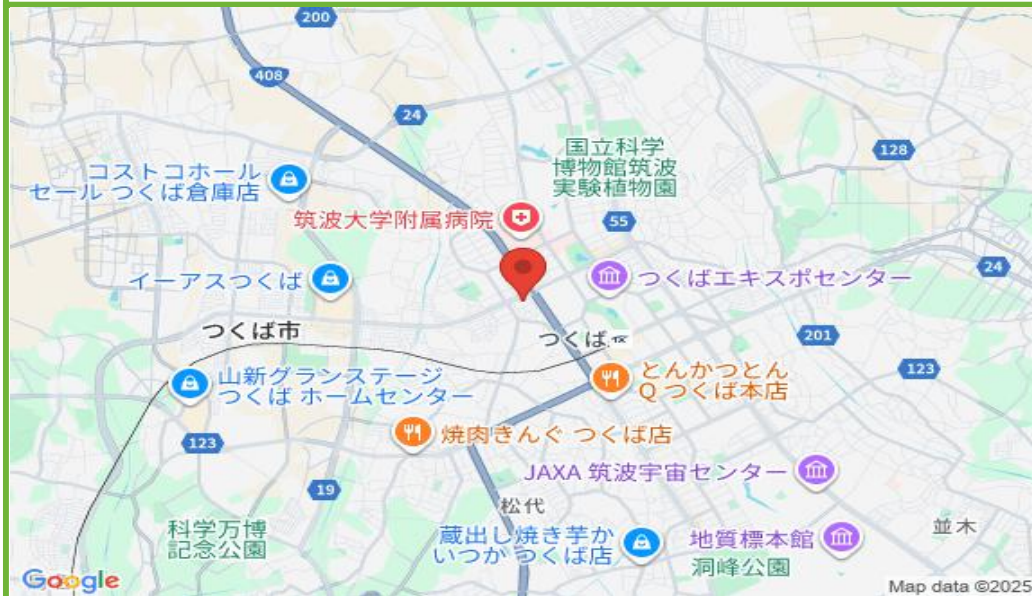 200
408
24
国立科学
博物館筑波
実験植物園
128
コストコホール
セール つくば倉庫店
筑波大学附属病院
55
イーアスつくば
つくばエキスポセンター
24
つくば市
つくば
201
山新グランステージ
つくば ホームセンター
とんかつとん
Q つくば本店
123
123
焼肉きんぐ つくば店
JAXA 筑波宇宙センター
19
松代
科学万博
記念公園
蔵出し焼き芋か
いつか つくば店
地質標本館
洞峰公園
並木
Google
Map data ©2025